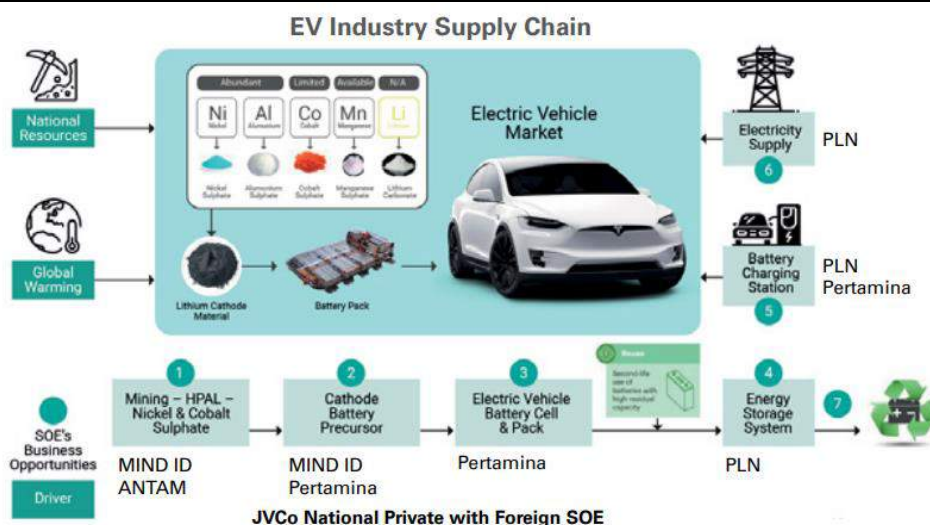 EV Industry Supply Chain
National
Resources
Global
Warming
Abundant
Limited
Available
N/A
Ni
Nickel
Al
Alumunium
Co
Cobalt
Mn
Manganese
Li
Lithium
Nickel
Sulphate
Alumunium
Sulphate
Cobalt
Sulphate
Manganese
Sulphate
Lithium
Carbonate
Lithium Cathode
Material
Battery Pack
Electric Vehicle
Market
Electricity
Supply
6
PLN
Battery
Charging
Station
5
PLN
Pertamina
SOE's
Business
Opportunities
Driver
1
Mining – HPAL –
Nickel & Cobalt
Sulphate
MIND ID
ANTAM
2
Cathode
Battery
Precursor
MIND ID
Pertamina
3
Electric Vehicle
Battery Cell
& Pack
Pertamina
Reuse
Second-life
use of
batteries with
high residual
capacity
4
Energy
Storage
System
PLN
7
JVCo National Private with Foreign SOE